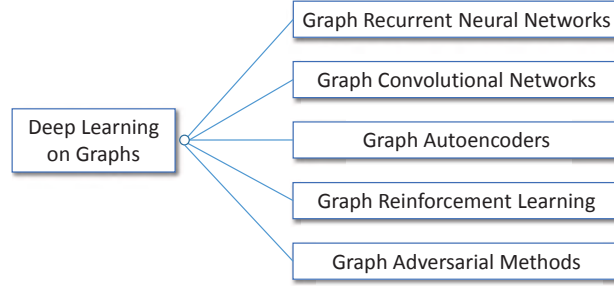 Graph Recurrent Neural Networks
Graph Convolutional Networks
Deep Learning
on Graphs
Graph Autoencoders
Graph Reinforcement Learning
Graph Adversarial Methods